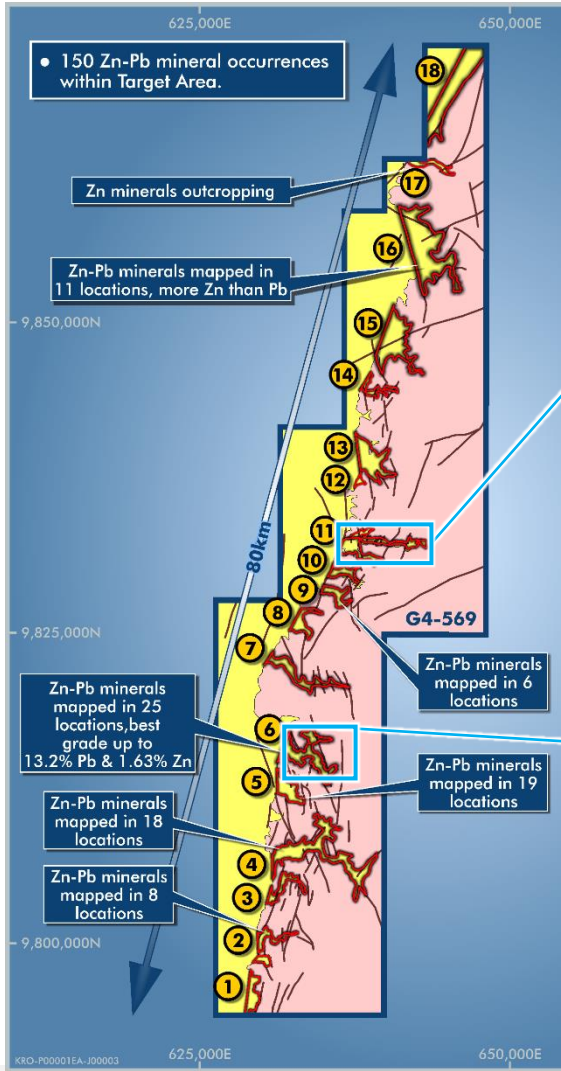 625,000E
650,000E
• 150 Zn-Pb mineral occurrences
within Target Area.
18
Zn minerals outcropping
17
16
Zn-Pb minerals mapped in
11 locations, more Zn than Pb
9,850,000N
15
14
13
12
80km
11
10
9
8
G4-569
9,825,000N
7
Zn-Pb minerals
mapped in 6
locations
Zn-Pb minerals
mapped in 25
locations,best
grade up to
13.2% Pb & 1.63% Zn
6
5
Zn-Pb minerals
mapped in 19
locations
Zn-Pb minerals
mapped in 18
locations
4
3
Zn-Pb minerals
mapped in 8
locations
2
9,800,000N
1
KRO-P00001EA-J00003
625,000E
650,000E